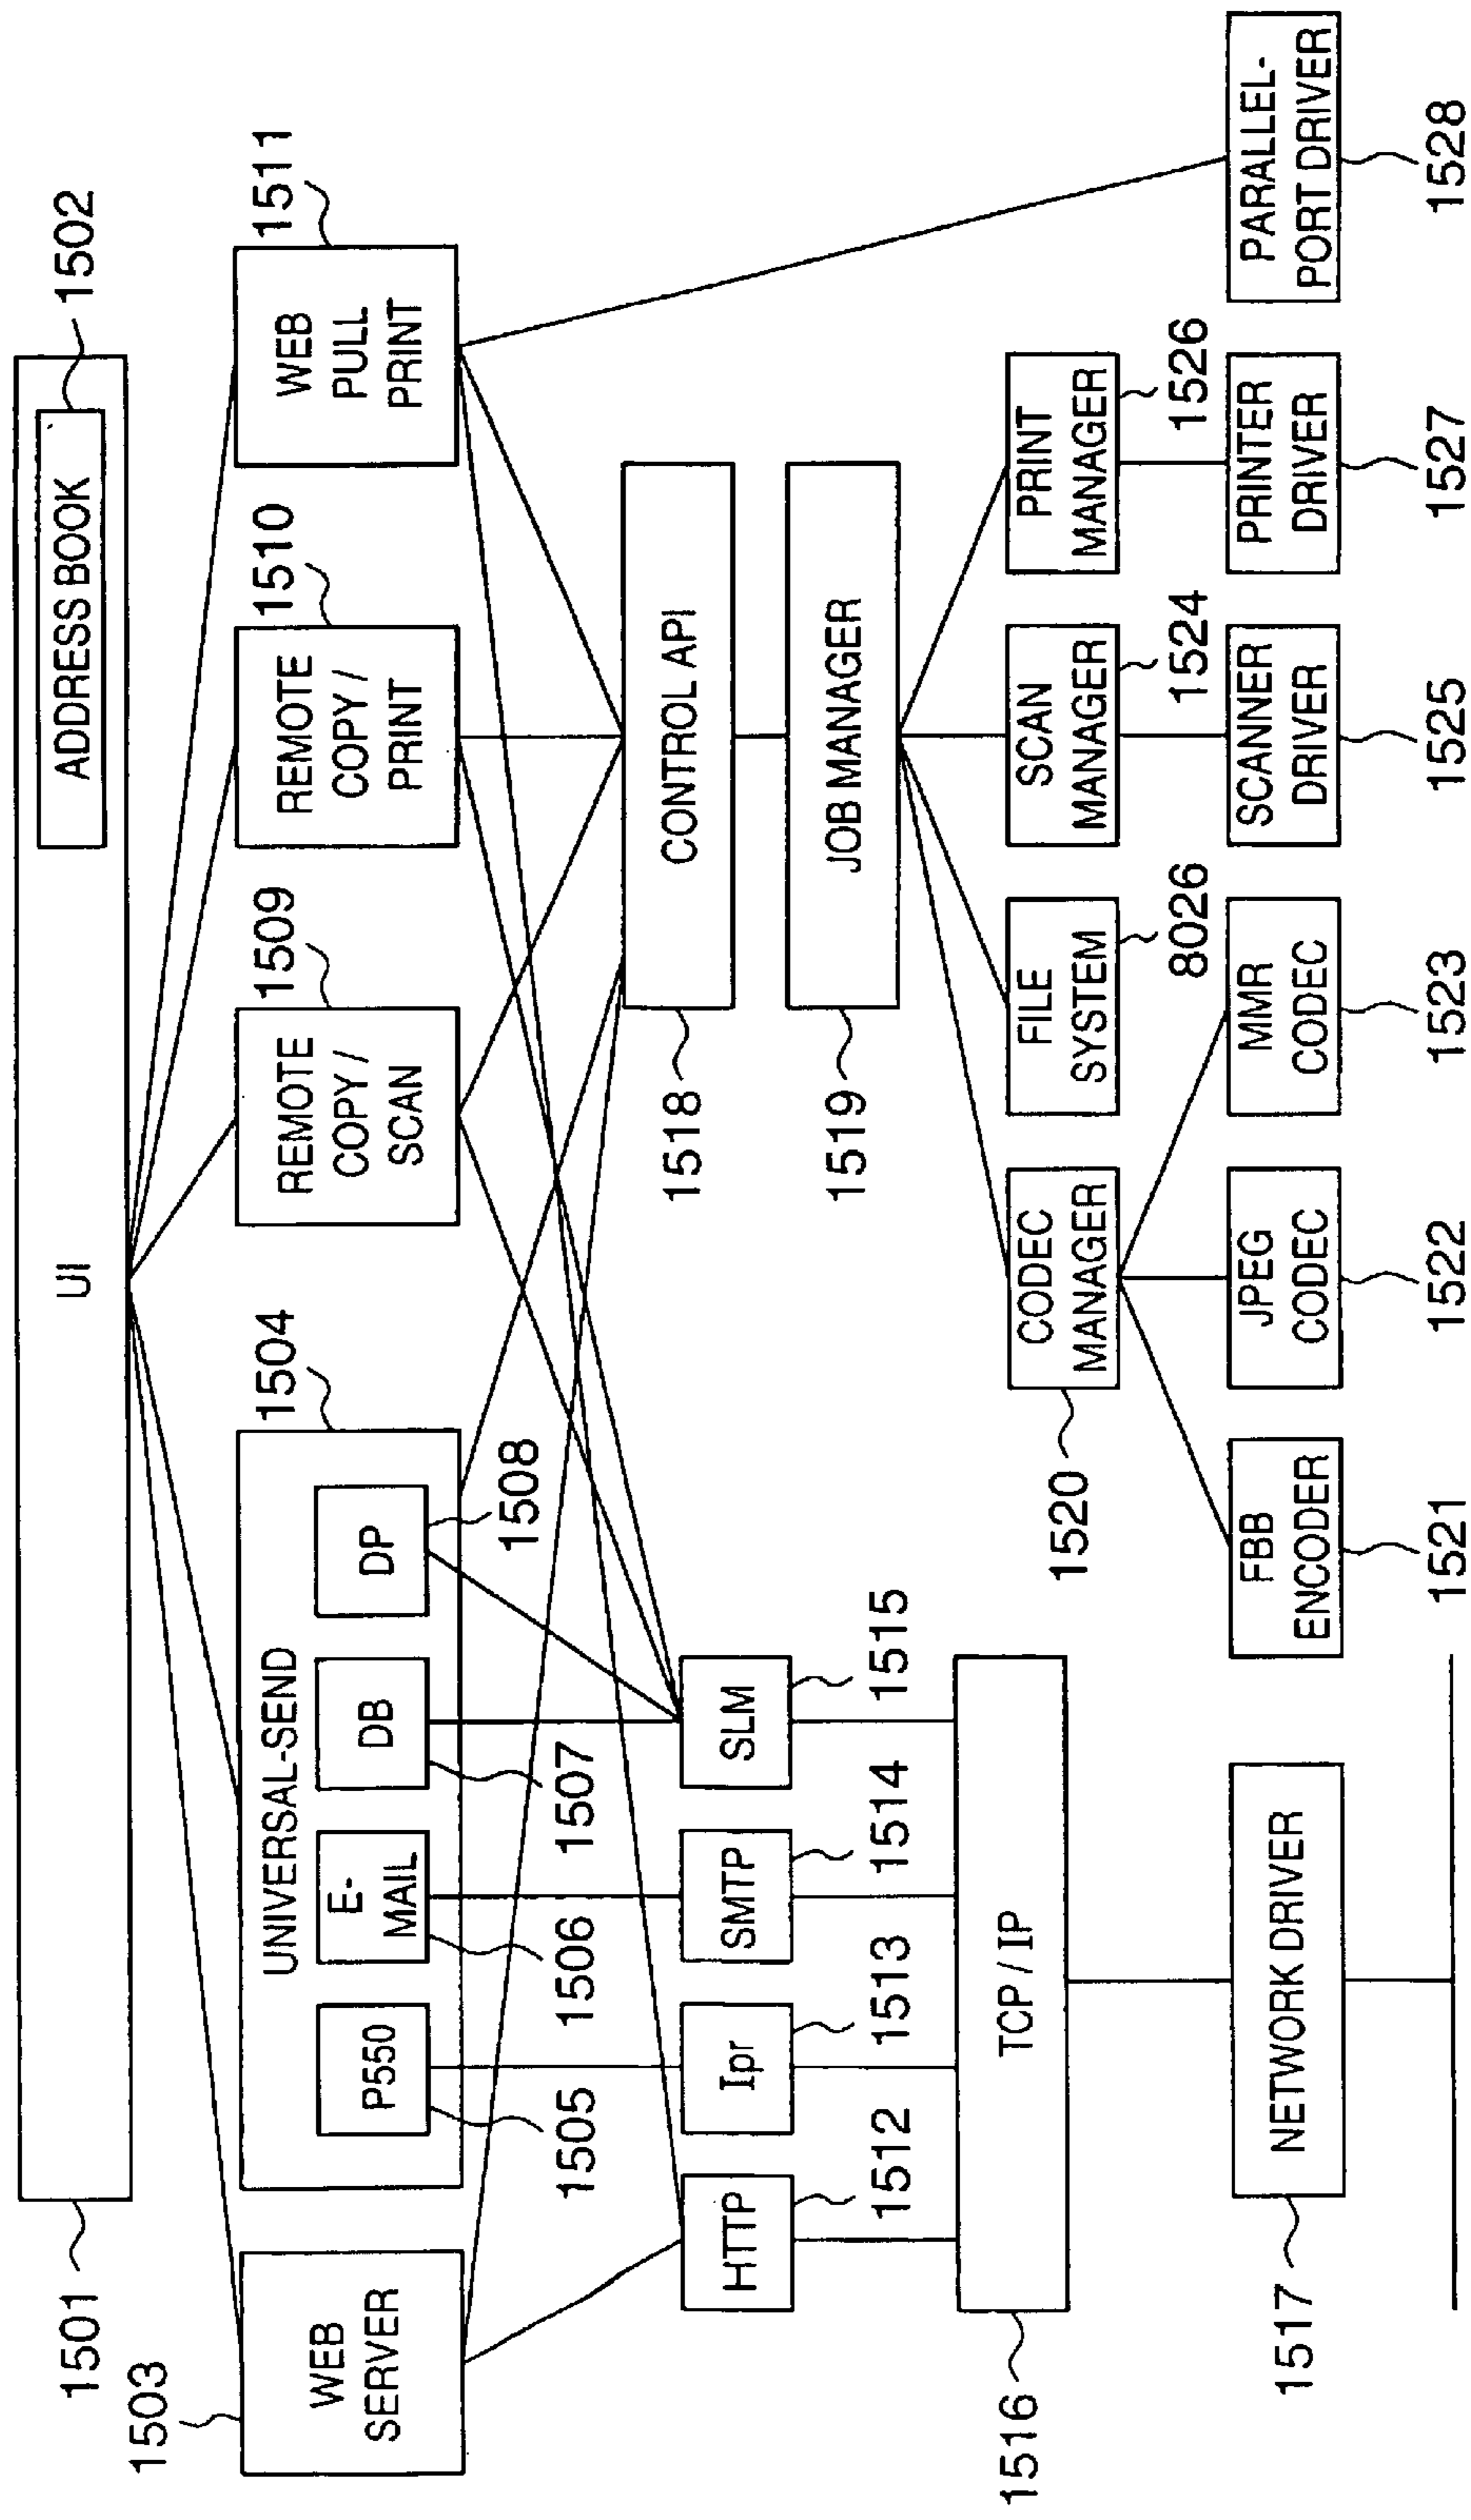 1501
UI
ADDRESS BOOK
1502
1503
WEB
SERVER
1504
UNIVERSAL-SEND
P550
E-
MAIL
DB
DP
1505
1506
1507
1508
1509
REMOTE
COPY /
SCAN
1510
REMOTE
COPY /
PRINT
1511
WEB
PULL
PRINT
HTTP
1512
Ipr
1513
SMTP
1514
SLM
1515
1518
CONTROL API
1519
JOB MANAGER
1516
TCP / IP
1520
CODEC
MANAGER
FILE
SYSTEM
8026
SCAN
MANAGER
1524
PRINT
MANAGER
1526
1517
NETWORK DRIVER
FBB
ENCODER
1521
JPEG
CODEC
1522
MMR
CODEC
1523
SCANNER
DRIVER
1525
PRINTER
DRIVER
1527
PARALLEL-
PORT DRIVER
1528